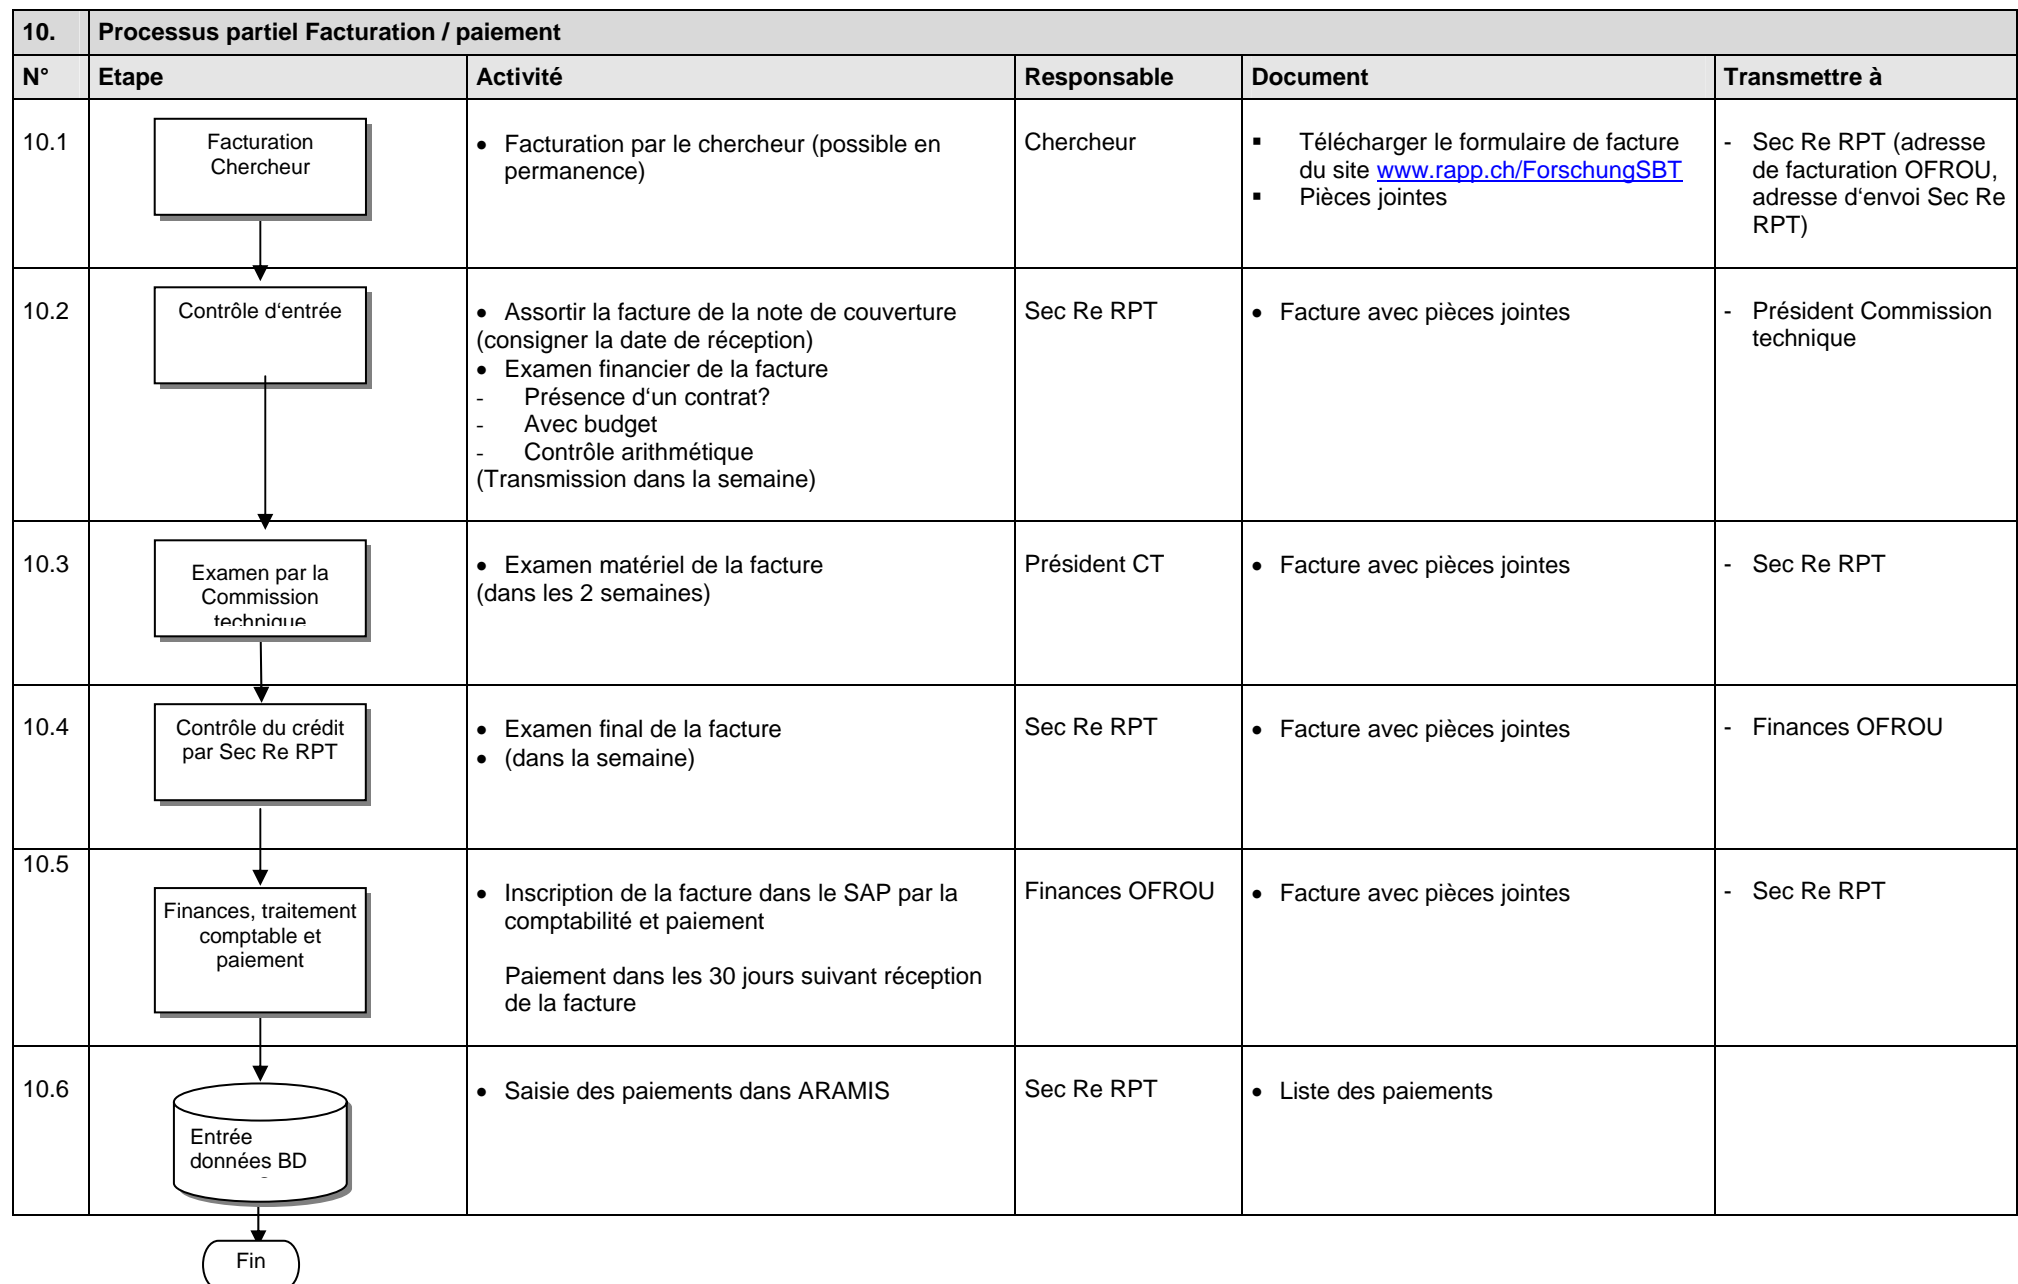 10. Processus partiel Facturation / paiement
N° Etape Activité Responsable Document Transmettre à
10.1
Facturation
Chercheur
• Facturation par le chercheur (possible en
permanence)
Chercheur
▪ Télécharger le formulaire de facture
du site www.rapp.ch/ForschungSBT
▪ Pièces jointes
- Sec Re RPT (adresse
de facturation OFROU,
adresse d‘envoi Sec Re
RPT)
10.2
Contrôle d‘entrée
• Assortir la facture de la note de couverture
(consigner la date de réception)
• Examen financier de la facture
- Présence d‘un contrat?
- Avec budget
- Contrôle arithmétique
(Transmission dans la semaine)
Sec Re RPT
• Facture avec pièces jointes
- Président Commission
technique
10.3
Examen par la
Commission
technique
• Examen matériel de la facture
(dans les 2 semaines)
Président CT
• Facture avec pièces jointes
- Sec Re RPT
10.4
Contrôle du crédit
par Sec Re RPT
• Examen final de la facture
• (dans la semaine)
Sec Re RPT
• Facture avec pièces jointes
- Finances OFROU
10.5
Finances, traitement
comptable et
paiement
• Inscription de la facture dans le SAP par la
comptabilité et paiement
Paiement dans les 30 jours suivant réception
de la facture
Finances OFROU
• Facture avec pièces jointes
- Sec Re RPT
10.6
Entrée
données BD
• Saisie des paiements dans ARAMIS
Sec Re RPT
• Liste des paiements
Fin